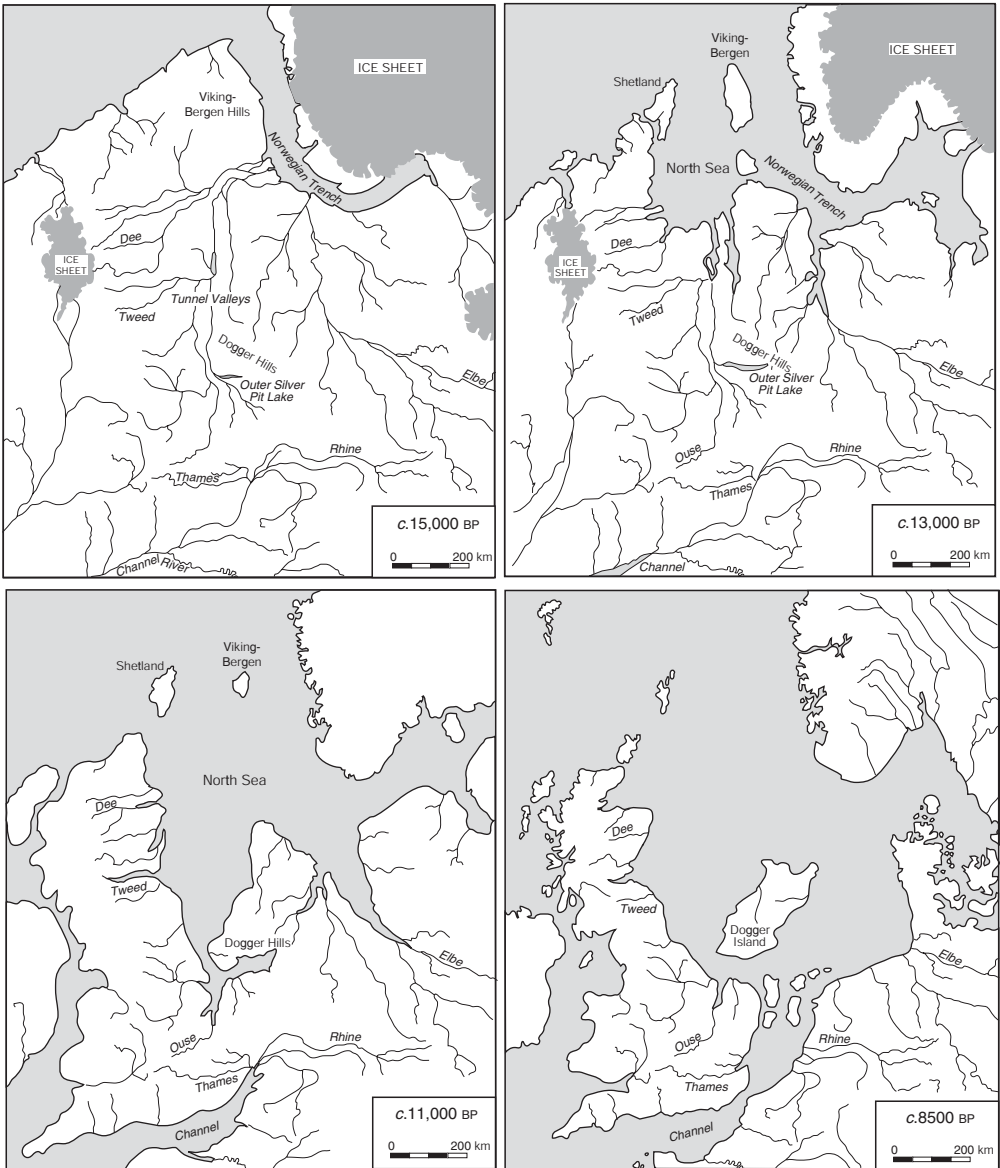 ICE SHEET
Viking-
Bergen Hills
Norwegian Trench
Dee
ICE
SHEET
Tunnel Valleys
Tweed
Dogger Hills
Outer Silver
Pit Lake
Elbe
Rhine
Thames
Channel River
c.15,000 BP
0 200 km
Viking-
Bergen
ICE SHEET
Shetland
North Sea
Norwegian Trench
Dee
ICE
SHEET
Tweed
Dogger Hills
Outer Silver
Pit Lake
Elbe
Ouse
Rhine
Thames
Channel
c.13,000 BP
0 200 km
Viking-
Bergen
Shetland
North Sea
Dee
Tweed
Dogger Hills
Elbe
Ouse
Rhine
Thames
Channel
c.11,000 BP
0 200 km
Dee
Tweed
Dogger
Island
Elbe
Ouse
Rhine
Thames
Channel
c.8500 BP
0 200 km